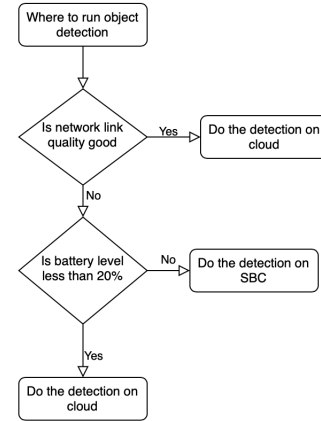 Where to run object
detection
Is network link
quality good
Yes
Do the detection on
cloud
No
Is battery level
less than 20%
No
Do the detection on
SBC
Yes
Do the detection on
cloud